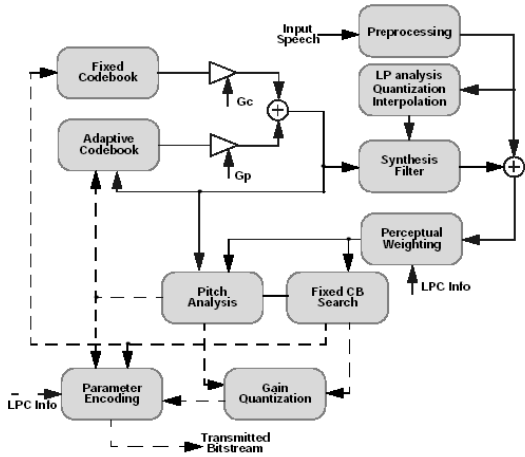 Input
Speech
Preprocessing
Fixed
Codebook
LP analysis
Quantization
Interpolation
Gc
Adaptive
Codebook
Synthesis
Filter
Gp
Perceptual
Weighting
LPC Info
Pitch
Analysis
Fixed CB
Search
Parameter
Encoding
Gain
Quantization
LPC Info
Transmitted
Bitstream